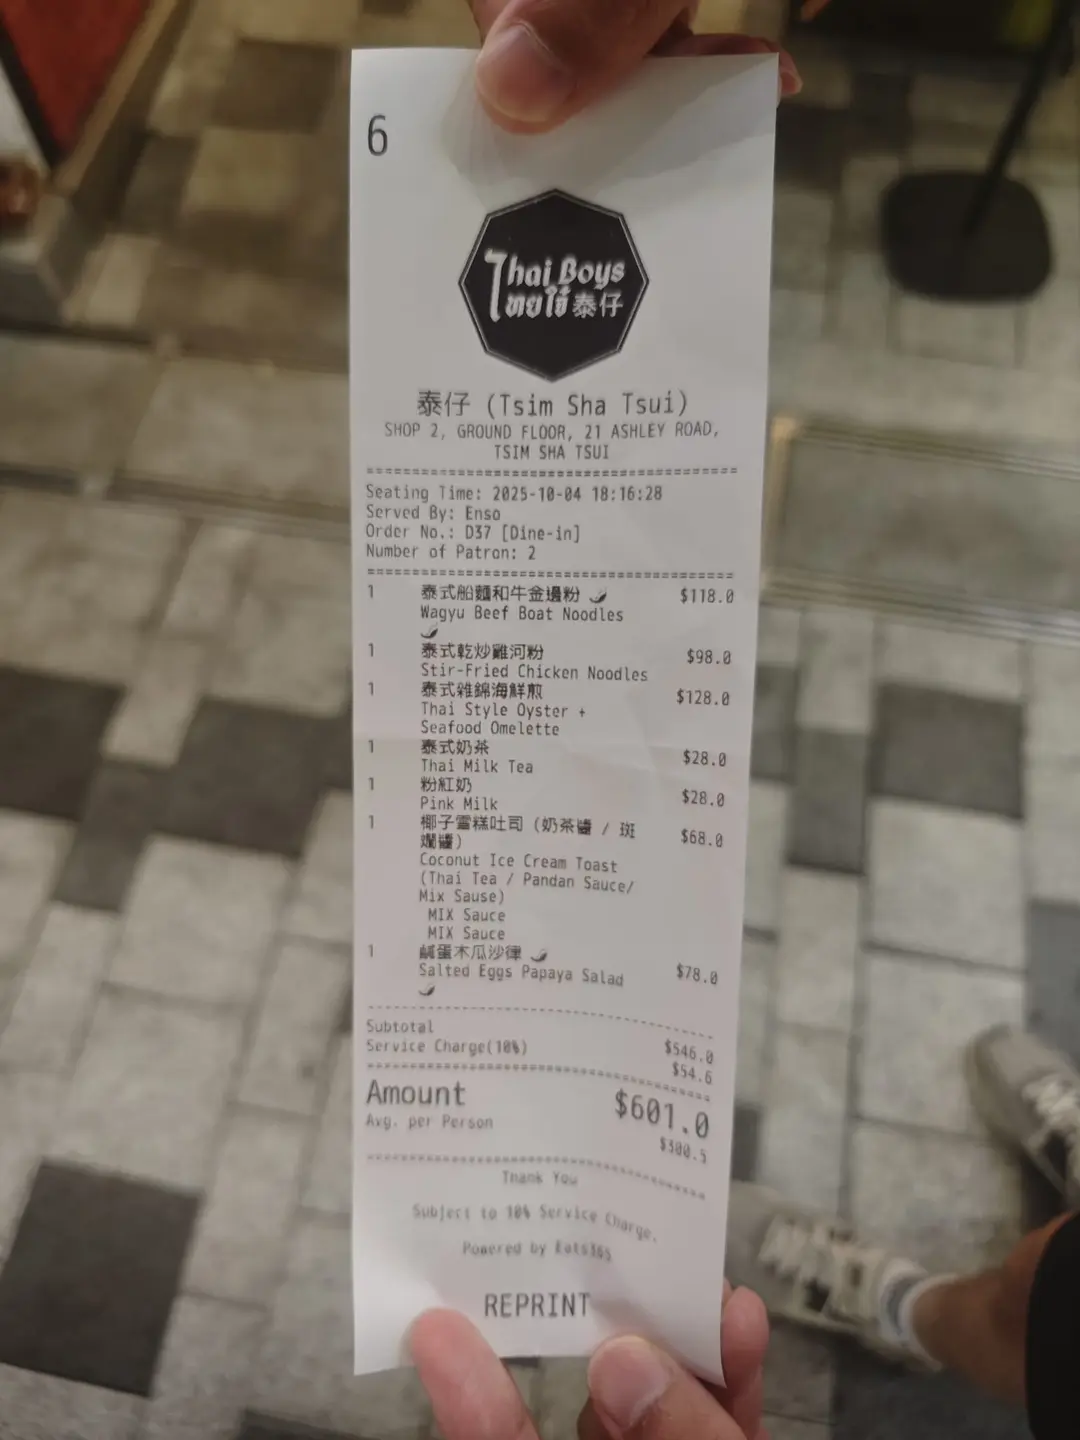 6
Thai Boys
ไทยไข้ 泰仔
泰仔 (Tsim Sha Tsui)
SHOP 2, GROUND FLOOR, 21 ASHLEY ROAD,
TSIM SHA TSUI
Seating Time: 2025-10-04 18:16:28
Served By: Enso
Order No.: D37 [Dine-in]
Number of Patron: 2
1 泰式船麵和牛金邊粉 🌶 $118.0
Wagyu Beef Boat Noodles
🌶
1 泰式乾炒雞河粉 $98.0
Stir-Fried Chicken Noodles
1 泰式雜錦海鮮煎 $128.0
Thai Style Oyster +
Seafood Omelette
1 泰式奶茶 $28.0
Thai Milk Tea
1 粉紅奶 $28.0
Pink Milk
1 椰子雪糕吐司 (奶茶醬 / 斑 $68.0
斕醬)
Coconut Ice Cream Toast
(Thai Tea / Pandan Sauce/
Mix Sause)
MIX Sauce
MIX Sauce
1 鹹蛋木瓜沙律 🌶 $78.0
Salted Eggs Papaya Salad
🌶
Subtotal $546.0
Service Charge(10%) $54.6
Amount $601.0
Avg. per Person $300.5
Thank You
Subject to 10% Service Charge.
Powered by Eats365
REPRINT